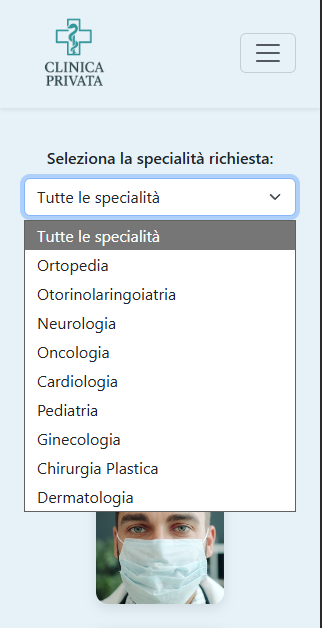 CLINICA
PRIVATA
Seleziona la specialità richiesta:
Tutte le specialità
Tutte le specialità
Ortopedia
Otorinolaringoiatria
Neurologia
Oncologia
Cardiologia
Pediatria
Ginecologia
Chirurgia Plastica
Dermatologia